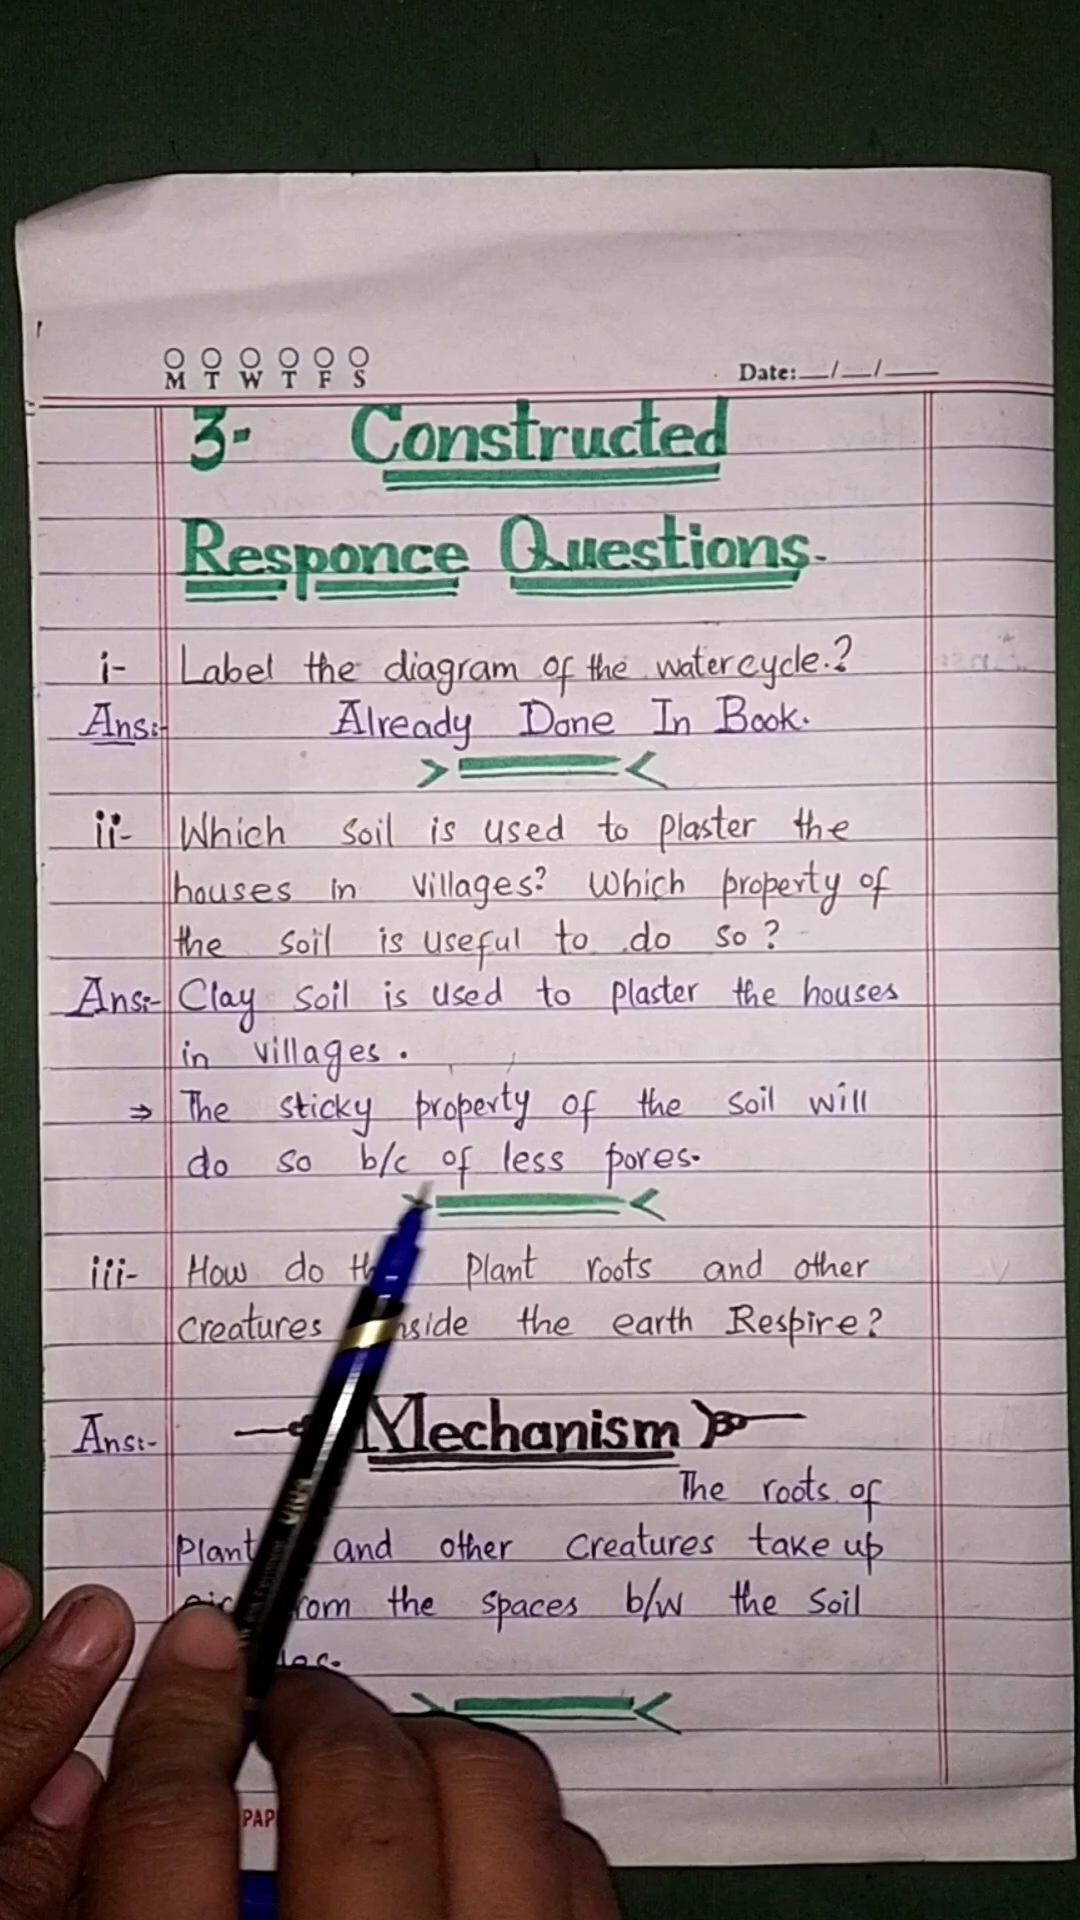 M T W T F S
Date:__/__/____
3- Constructed
Responce Questions.
i- Label the diagram of the watercycle.?
Ans:- Already Done In Book.
ii- Which soil is used to plaster the
houses in villages? Which property of
the soil is useful to do so?
Ans:- Clay soil is used to plaster the houses
in villages.
⇒ The sticky property of the soil will
do so b/c of less pores.
iii- How do Plant roots and other
creatures the earth Respire?
Ans:- Mechanism
The roots of
Plant and other creatures take up
the spaces b/w the soil